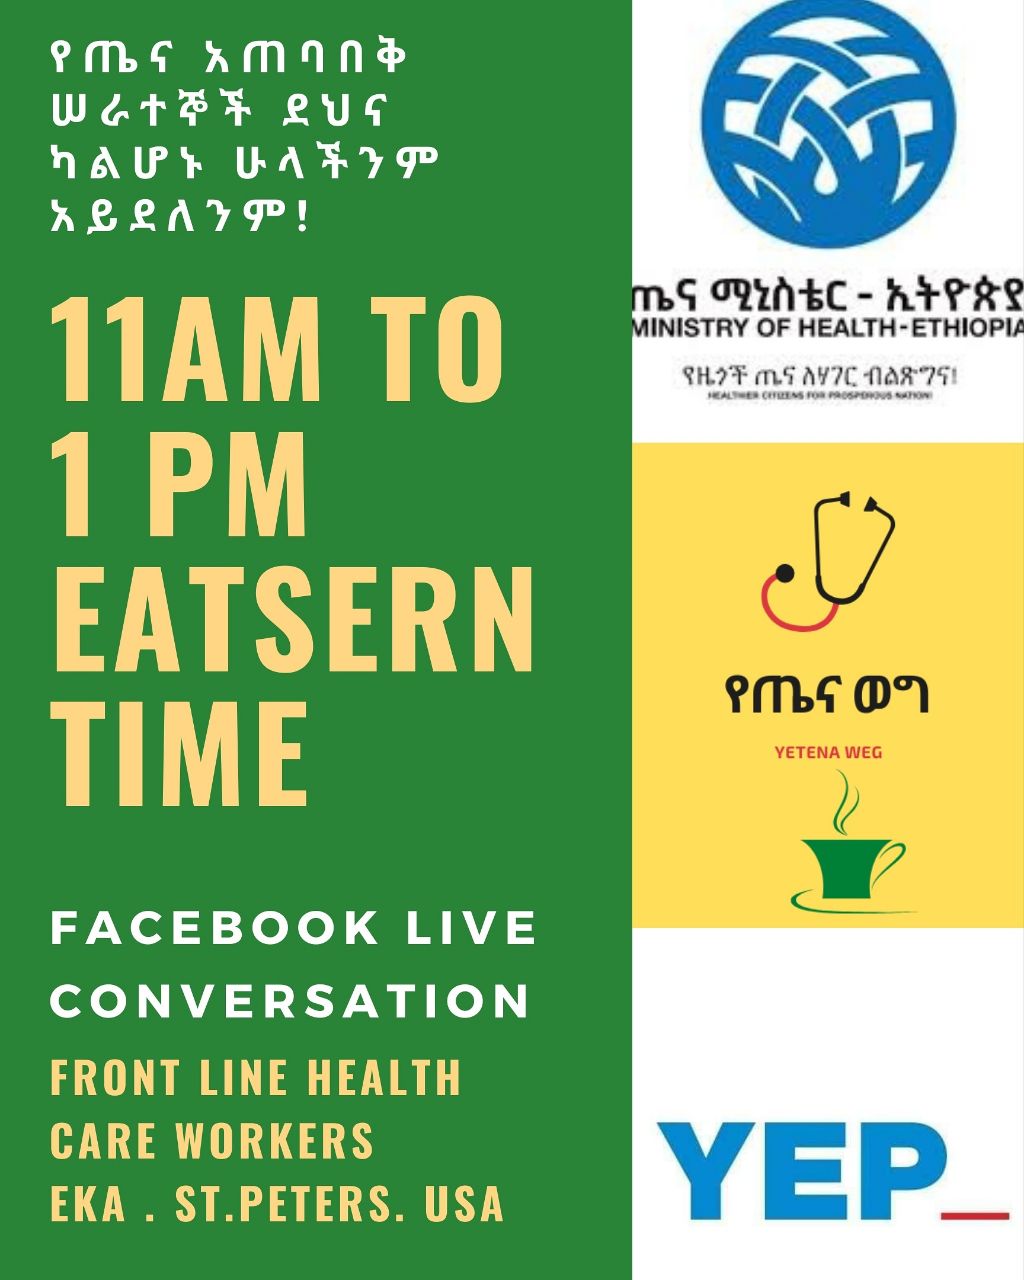 የጤና አጠባበቅ
ሠራተኞች ደህና
ካልሆኑ ሁላችንም
አይደለንም!
11AM TO
1 PM
EATSERN
TIME
FACEBOOK LIVE
CONVERSATION
FRONT LINE HEALTH
CARE WORKERS
EKA . ST.PETERS. USA
ጤና ሚኒስቴር - ኢትዮጵያ
MINISTRY OF HEALTH-ETHIOPIA
የዜጎች ጤና ለሃገር ብልጽግና!
HEALTHIER CITIZENS FOR PROSPEROUS NATION!
የጤና ወግ
YETENA WEG
YEP_